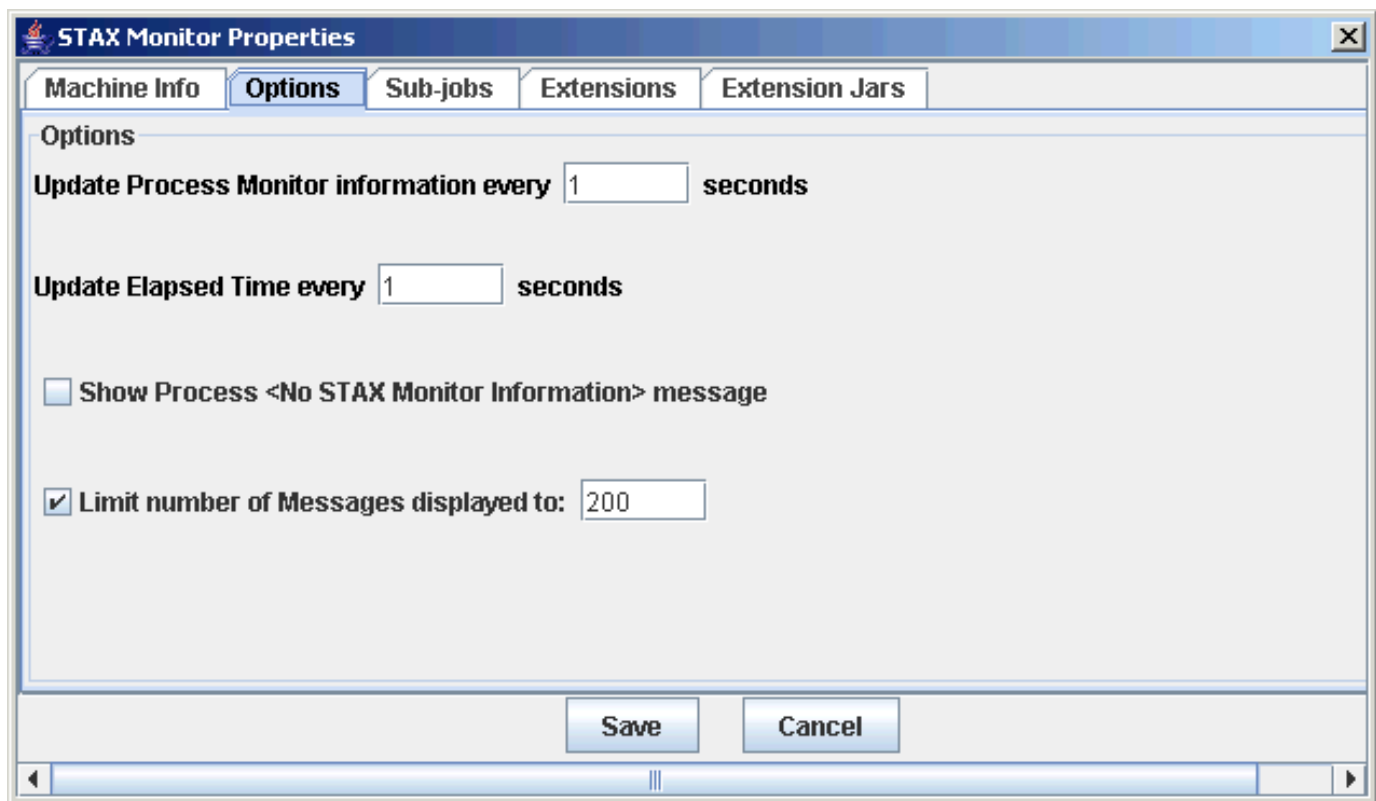 STAX Monitor Properties
Machine Info Options Sub-jobs Extensions Extension Jars
Options
Update Process Monitor information every 1 seconds
Update Elapsed Time every 1 seconds
Show Process <No STAX Monitor Information> message
Limit number of Messages displayed to: 200
Save Cancel